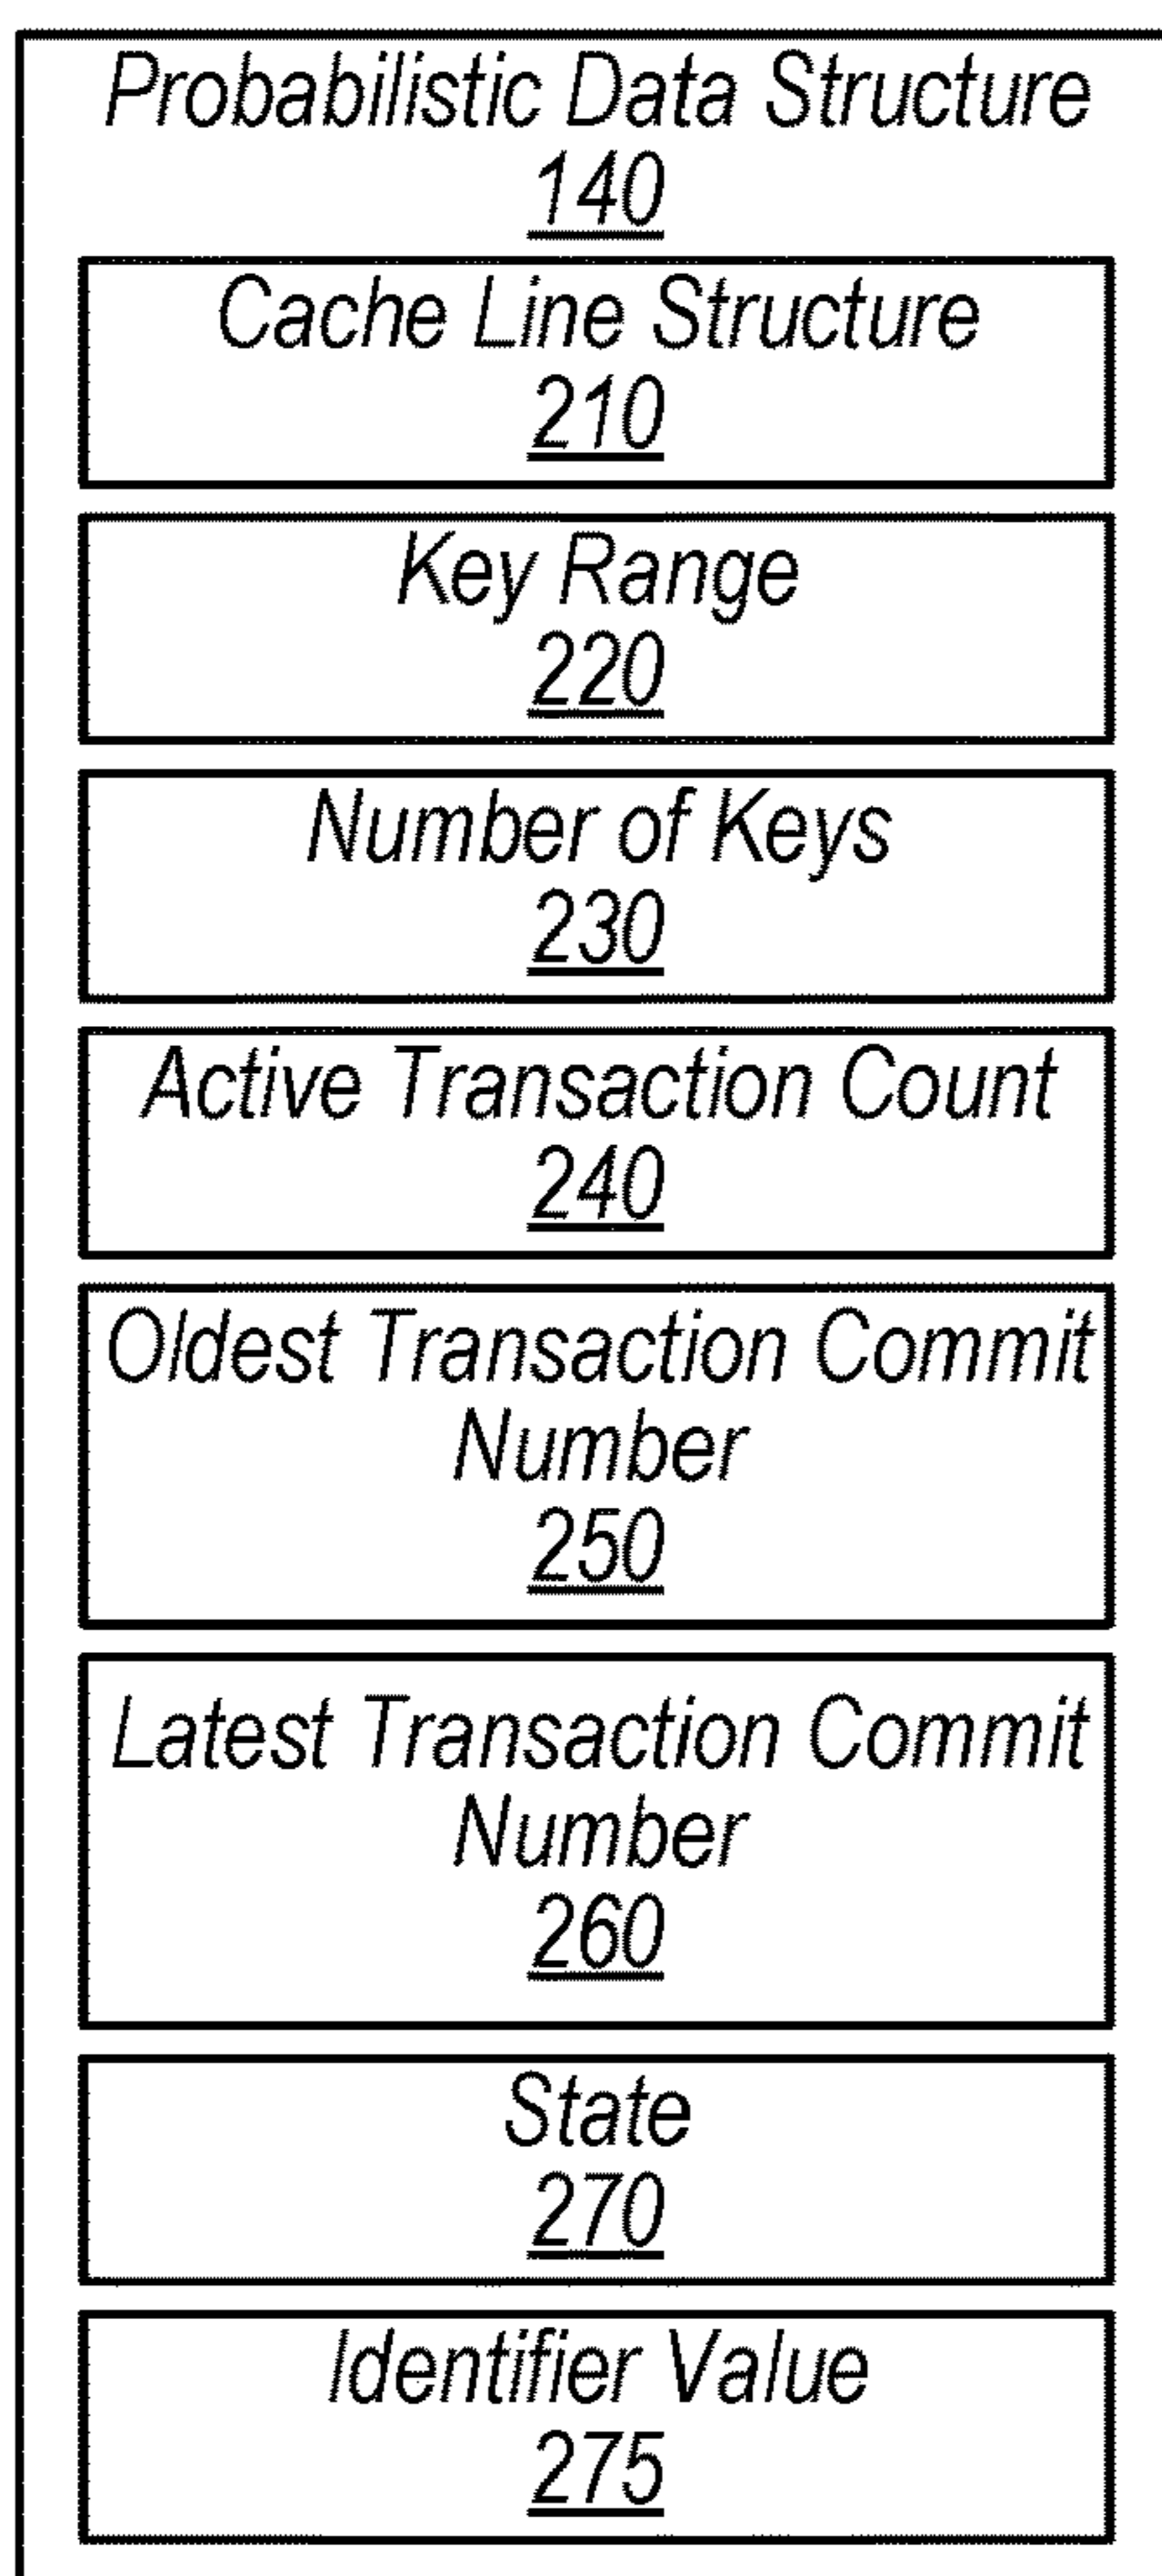 Probabilistic Data Structure
140
Cache Line Structure
210
Key Range
220
Number of Keys
230
Active Transaction Count
240
Oldest Transaction Commit
Number
250
Latest Transaction Commit
Number
260
State
270
Identifier Value
275